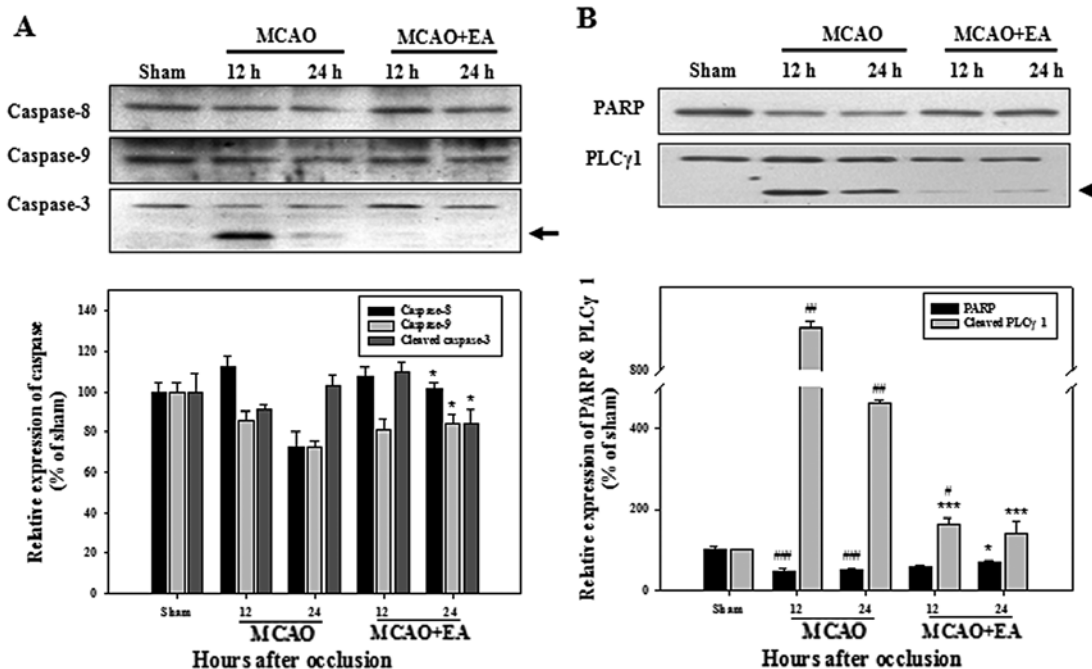 A
MCAO MCAO+EA
Sham 12 h 24 h 12 h 24 h
Caspase-8
Caspase-9
Caspase-3
Relative expression of caspase
(% of sham)
140
120
100
80
60
40
20
0
Caspase-8
Caspase-9
Cleaved caspase-3
*
* *
Sham 12 24 12 24
MCAO MCAO+EA
Hours after occlusion
B
MCAO MCAO+EA
Sham 12 h 24 h 12 h 24 h
PARP
PLCγ1
Relative expression of PARP & PLCγ 1
(% of sham)
800
400
200
0
PARP
Cleaved PLCγ 1
##
##
#
*** ***
### ### *
Sham 12 24 12 24
MCAO MCAO+EA
Hours after occlusion